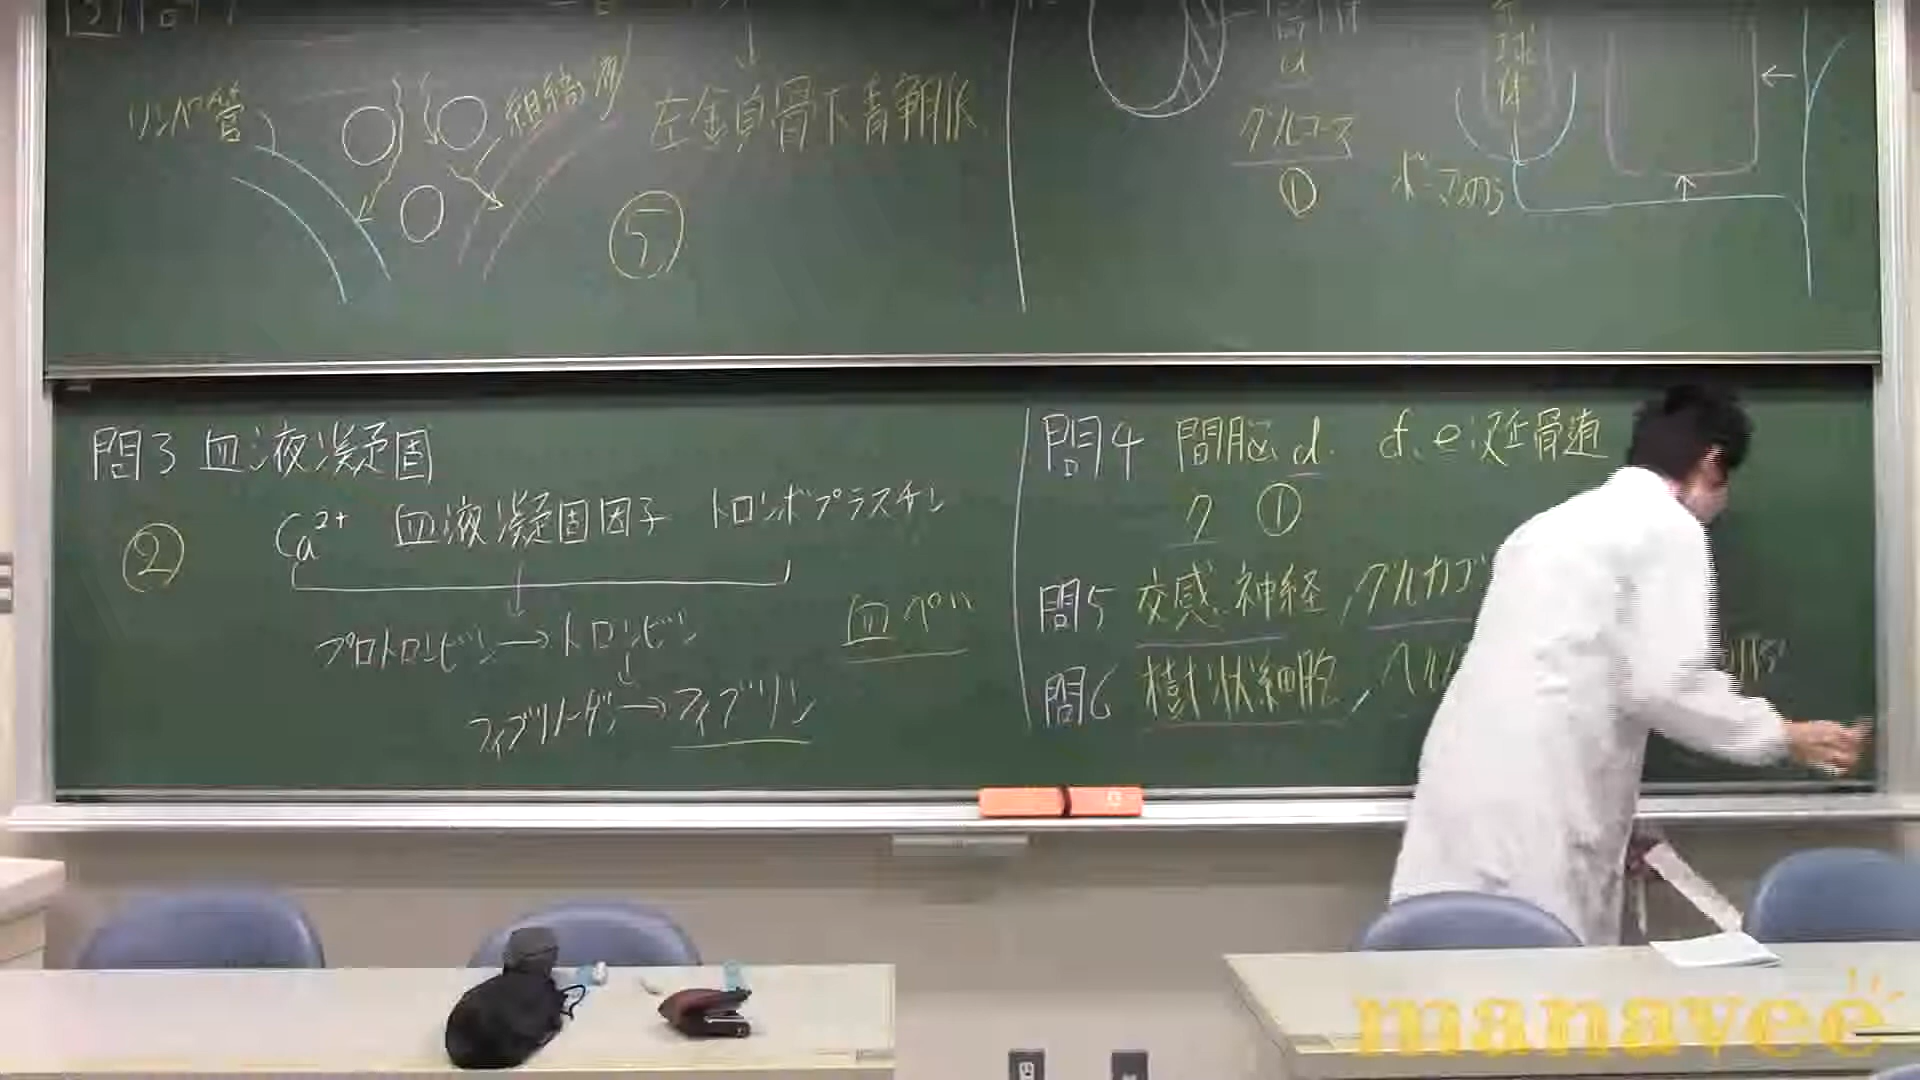 リンパ管
組織液
左鎖骨下静脈
⑤
グルコース
①
球体
ボーマンのう
問3 血液凝固
②
Ca²⁺ 血液凝固因子 トロンボプラスチン
プロトロンビン→トロンビン
血ぺい
フィブリノーゲン→フィブリン
問4 間脳 d. f. e 延髄
ク ①
問5 交感神経, グルカゴ
問6 樹状細胞, ヘル
manavee